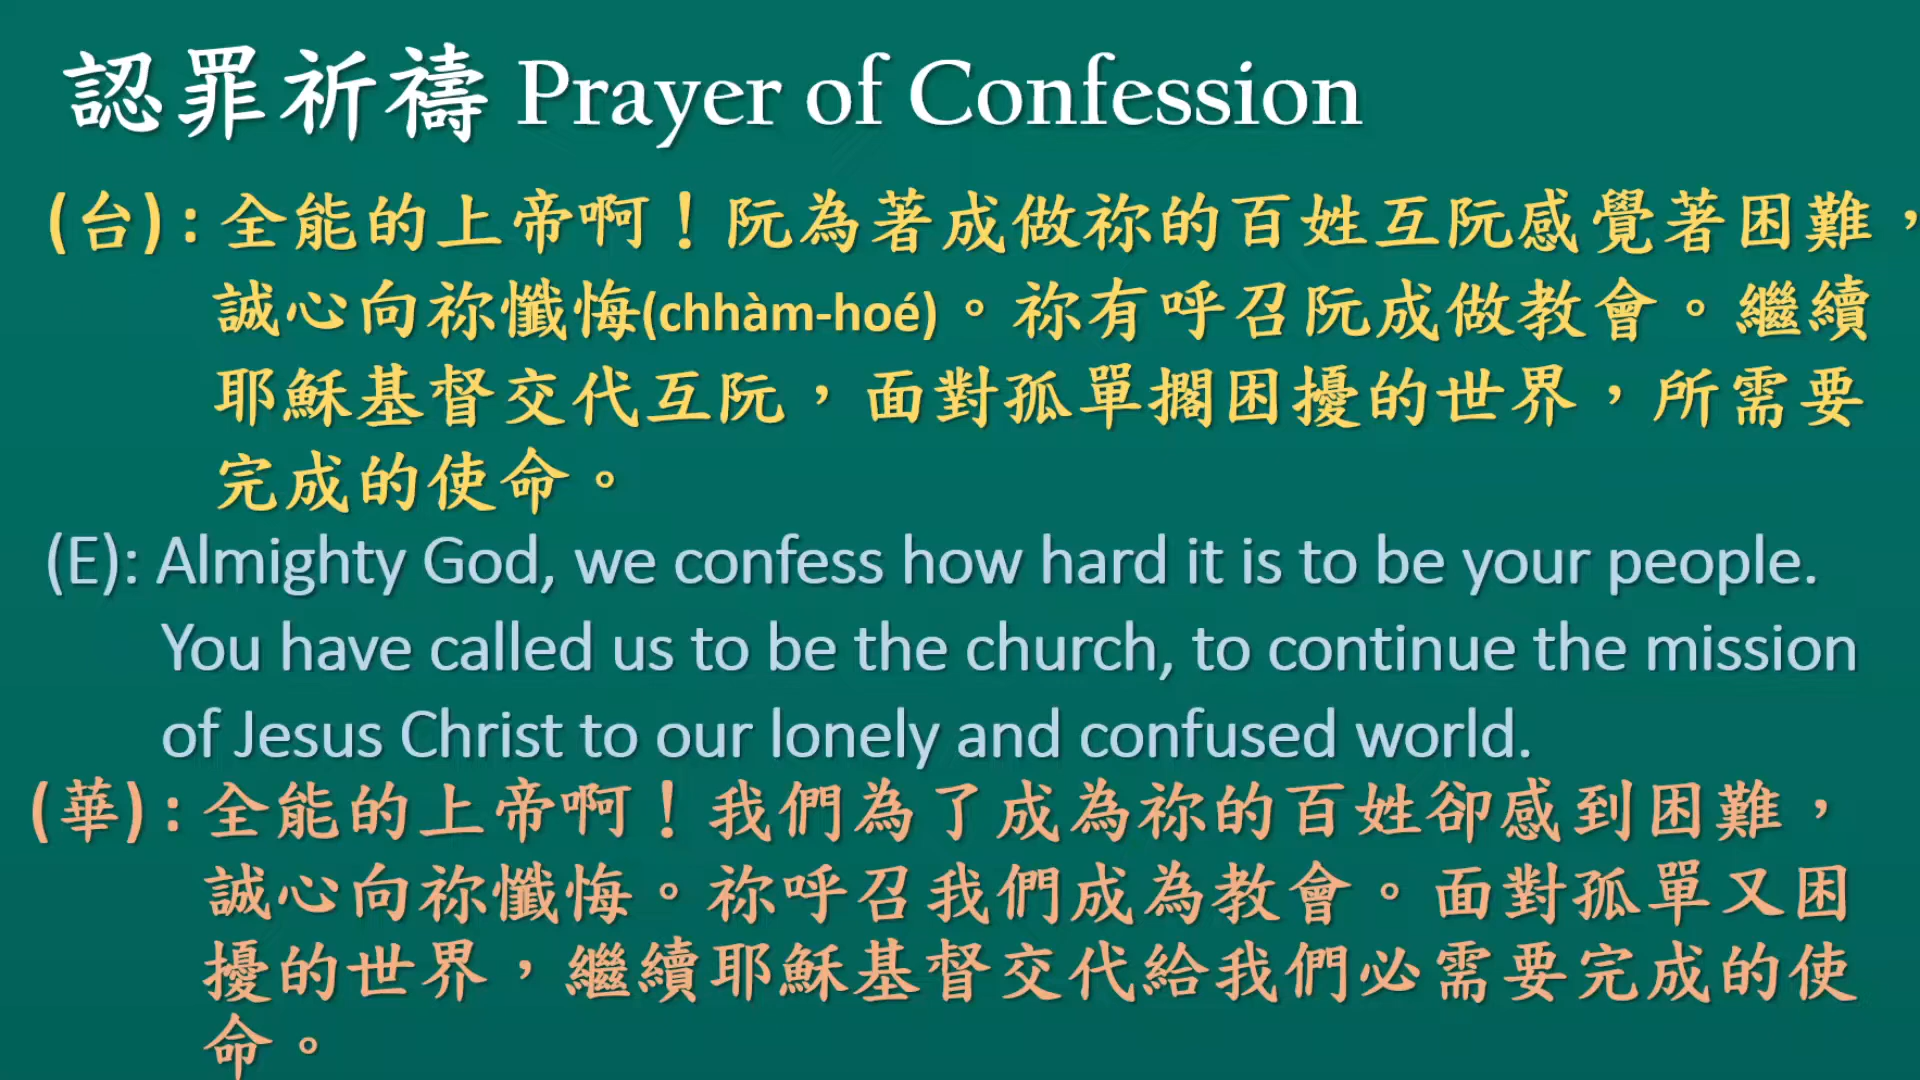 認罪祈禱 Prayer of Confession
(台)：全能的上帝啊！阮為著成做祢的百姓互阮感覺著困難，
誠心向祢懺悔(chhàm-hoé)。祢有呼召阮成做教會。繼續
耶穌基督交代互阮，面對孤單擱困擾的世界，所需要
完成的使命。
(E): Almighty God, we confess how hard it is to be your people.
You have called us to be the church, to continue the mission
of Jesus Christ to our lonely and confused world.
(華)：全能的上帝啊！我們為了成為祢的百姓卻感到困難，
誠心向祢懺悔。祢呼召我們成為教會。面對孤單又困
擾的世界，繼續耶穌基督交代給我們必需要完成的使
命。